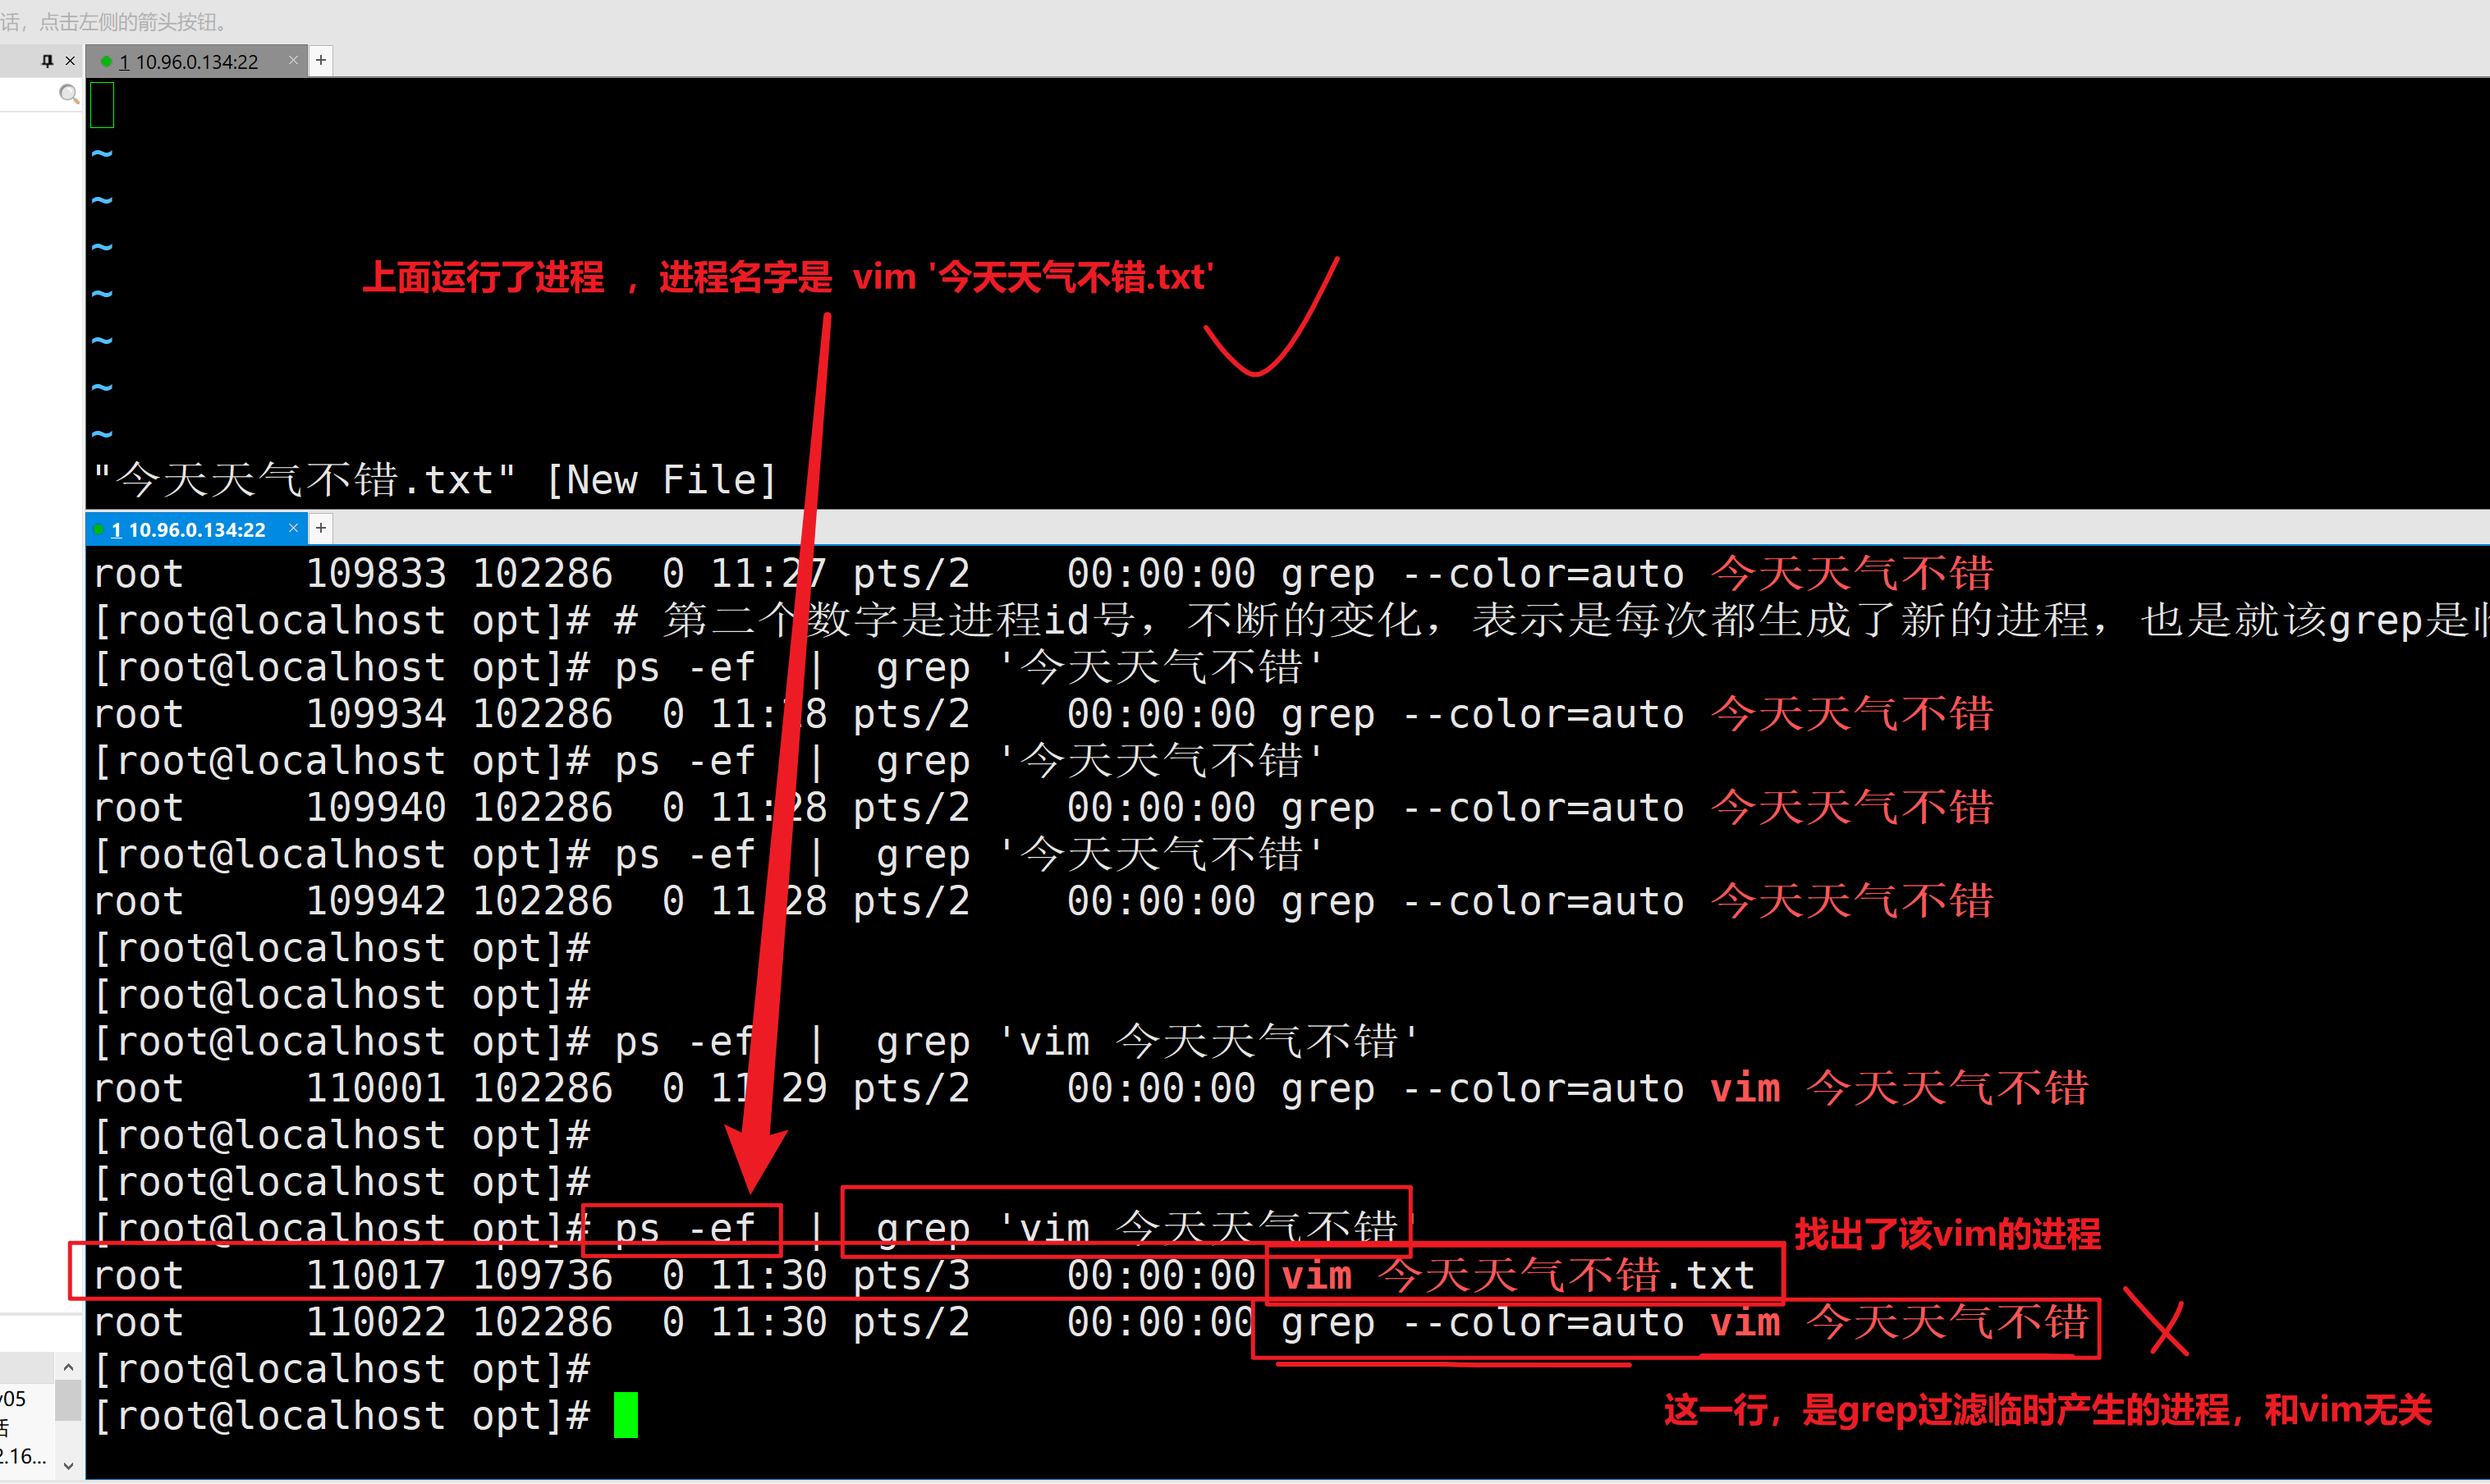 话，点击左侧的箭头按钮。
1 10.96.0.134:22
~
~
~
~
上面运行了进程 ，进程名字是 vim '今天天气不错.txt'
~
~
~
"今天天气不错.txt" [New File]
1 10.96.0.134:22
root 109833 102286 0 11:27 pts/2 00:00:00 grep --color=auto 今天天气不错
[root@localhost opt]# # 第二个数字是进程id号，不断的变化，表示是每次都生成了新的进程，也是就该grep是
[root@localhost opt]# ps -ef | grep '今天天气不错'
root 109934 102286 0 11:28 pts/2 00:00:00 grep --color=auto 今天天气不错
[root@localhost opt]# ps -ef | grep '今天天气不错'
root 109940 102286 0 11:28 pts/2 00:00:00 grep --color=auto 今天天气不错
[root@localhost opt]# ps -ef | grep '今天天气不错'
root 109942 102286 0 11:28 pts/2 00:00:00 grep --color=auto 今天天气不错
[root@localhost opt]#
[root@localhost opt]#
[root@localhost opt]# ps -ef | grep 'vim 今天天气不错'
root 110001 102286 0 11:29 pts/2 00:00:00 grep --color=auto vim 今天天气不错
[root@localhost opt]#
[root@localhost opt]#
[root@localhost opt]# ps -ef | grep 'vim 今天天气不错'
找出了该vim的进程
root 110017 109736 0 11:30 pts/3 00:00:00 vim 今天天气不错.txt
root 110022 102286 0 11:30 pts/2 00:00:00 grep --color=auto vim 今天天气不错
[root@localhost opt]#
[root@localhost opt]#
这一行，是grep过滤临时产生的进程，和vim无关
05
2.16...